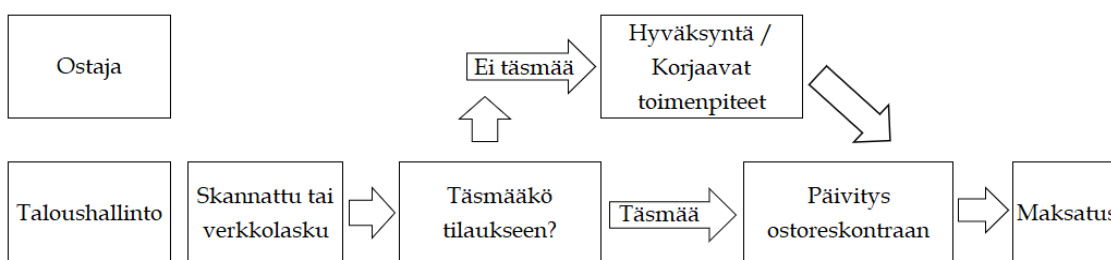 Ostaja
Ei täsmää
Hyväksyntä /
Korjaavat
toimenpiteet
Taloushallinto
Skannattu tai
verkkolasku
Täsmääkö
tilaukseen?
Täsmää
Päivitys
ostoreskontraan
Maksatus